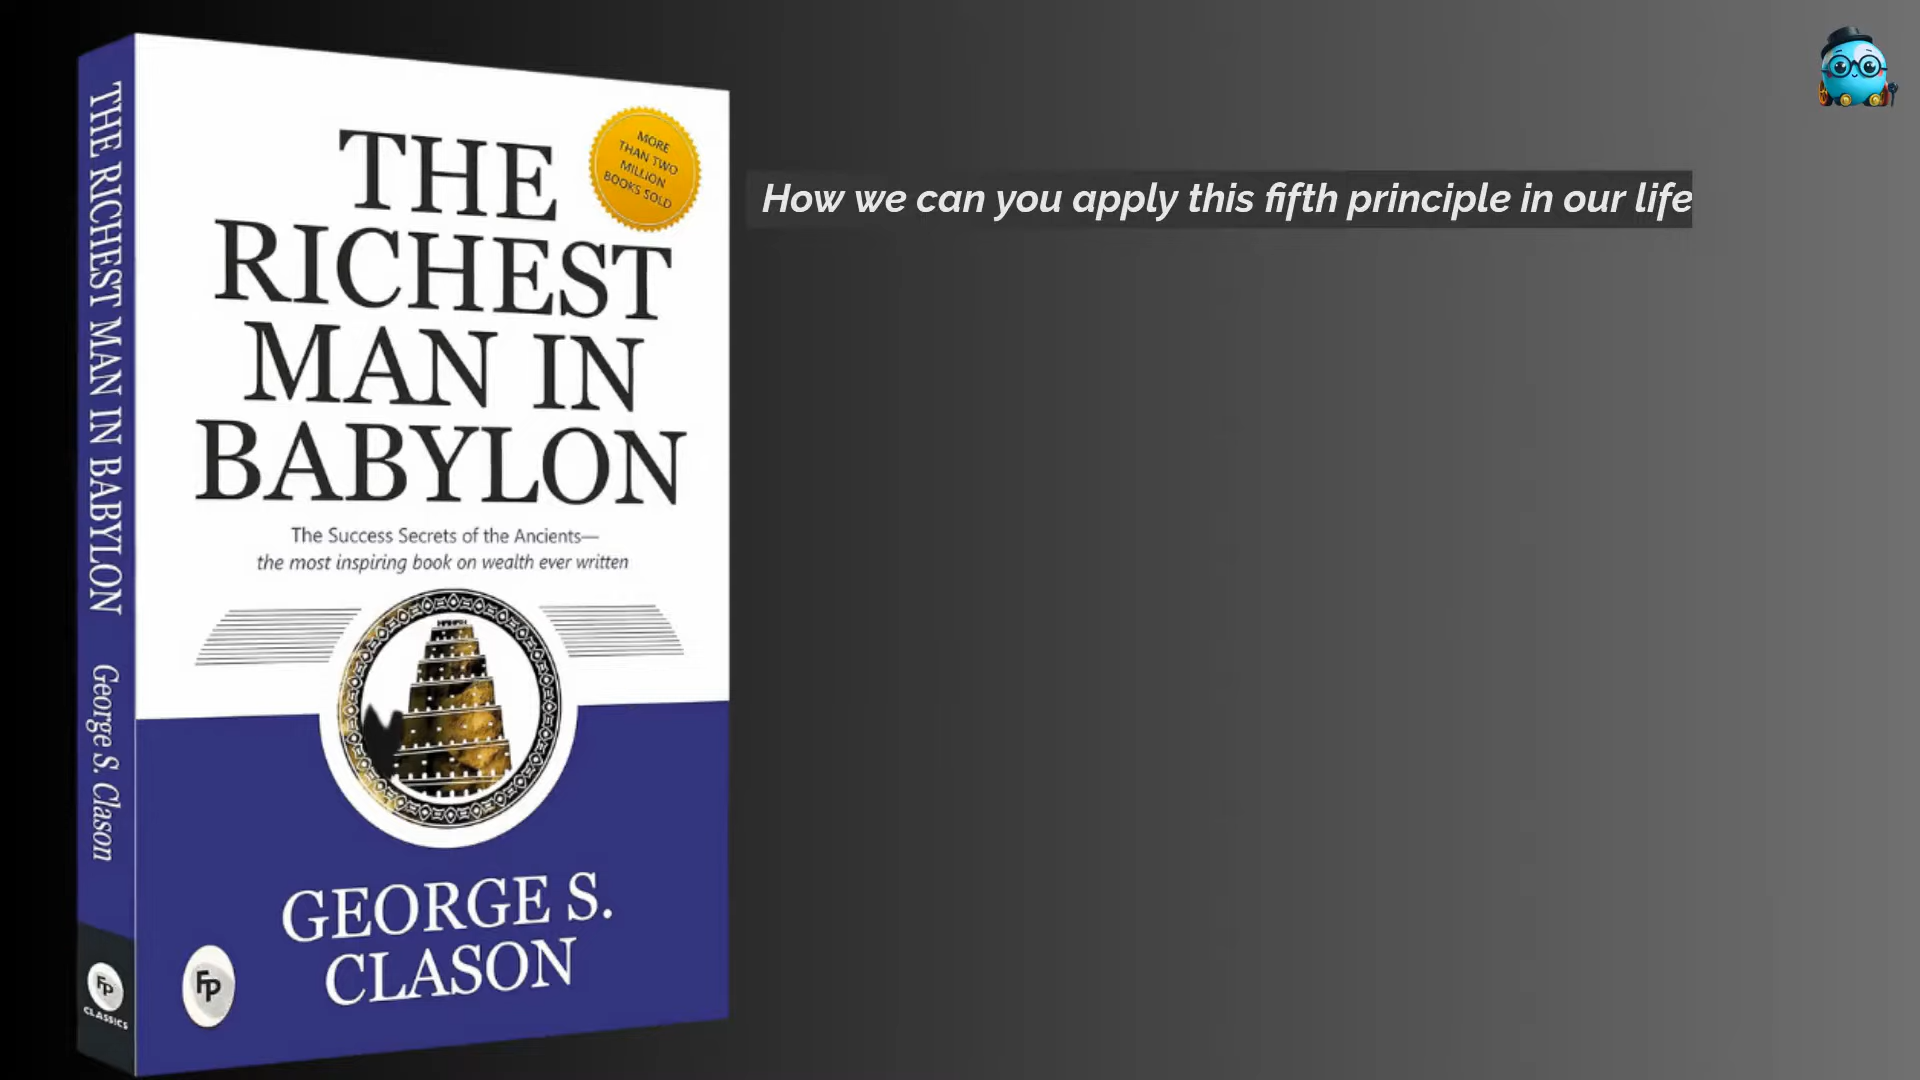 THE RICHEST MAN IN BABYLON
George S. Clason
FP
CLASSICS
THE
RICHEST
MAN IN
BABYLON
MORE
THAN TWO
MILLION
BOOKS SOLD
The Success Secrets of the Ancients—
the most inspiring book on wealth ever written
GEORGE S.
CLASON
FP
How we can you apply this fifth principle in our life